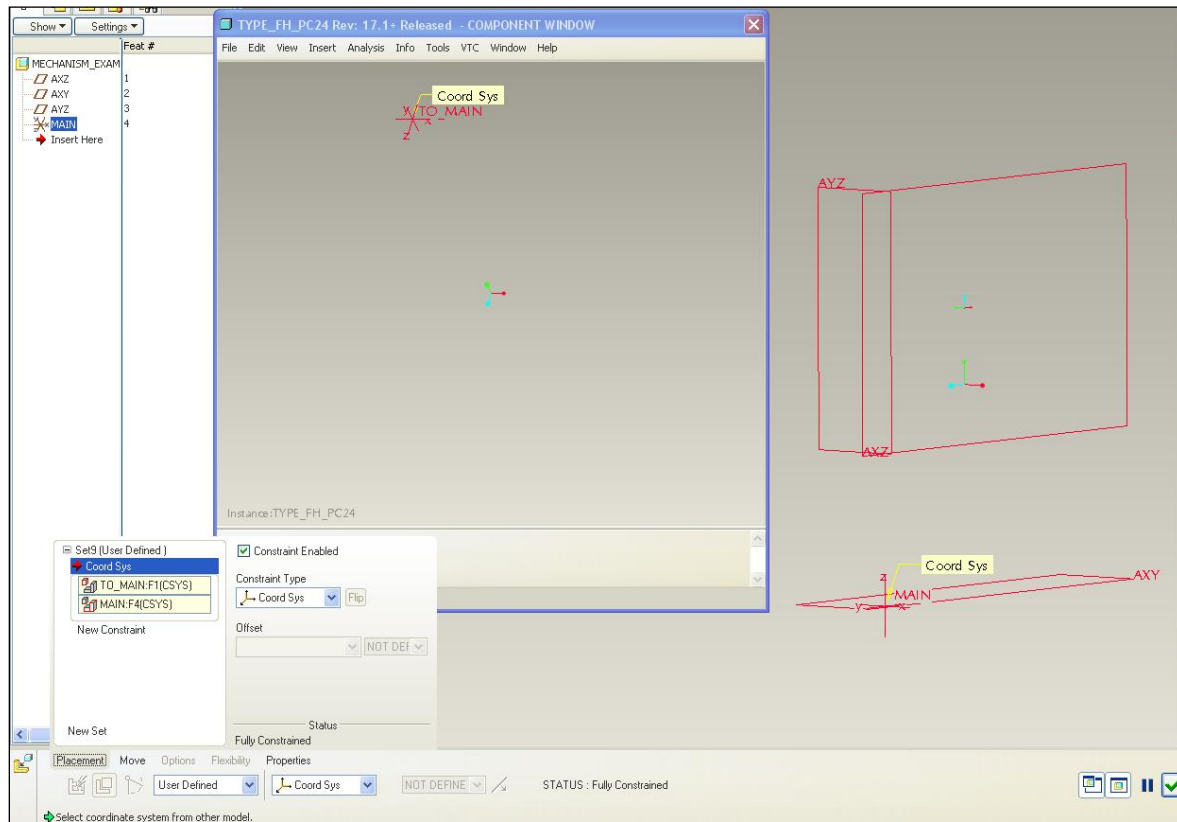 Show
Settings
Feat #
MECHANISM_EXAM
AXZ 1
AXY 2
AYZ 3
MAIN 4
Insert Here
TYPE_FH_PC24 Rev: 17.1+ Released - COMPONENT WINDOW
File Edit View Insert Analysis Info Tools VTC Window Help
Coord Sys
y TO_MAIN
x
z
Instance:TYPE_FH_PC24
AYZ
AXZ
Coord Sys
z
AXY
MAIN
y x
Set9 (User Defined )
Coord Sys
TO_MAIN:F1(CSYS)
MAIN:F4(CSYS)
New Constraint
New Set
Constraint Enabled
Constraint Type
Coord Sys Flip
Offset
NOT DEF
Status
Fully Constrained
Placement Move Options Flexibility Properties
User Defined Coord Sys NOT DEFINE STATUS : Fully Constrained
Select coordinate system from other model.